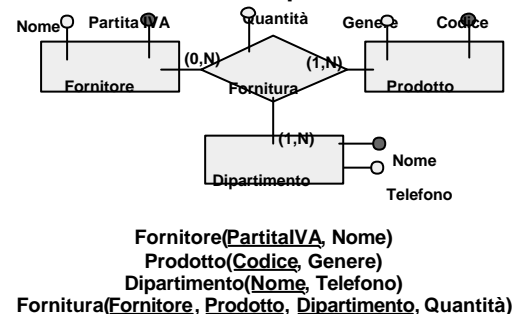 Nome Partita IVA Quantità Genere Codice
(0,N) (1,N)
Fornitore Fornitura Prodotto
(1,N)
Nome
Dipartimento
Telefono
Fornitore(PartitaIVA, Nome)
Prodotto(Codice, Genere)
Dipartimento(Nome, Telefono)
Fornitura(Fornitore, Prodotto, Dipartimento, Quantità)